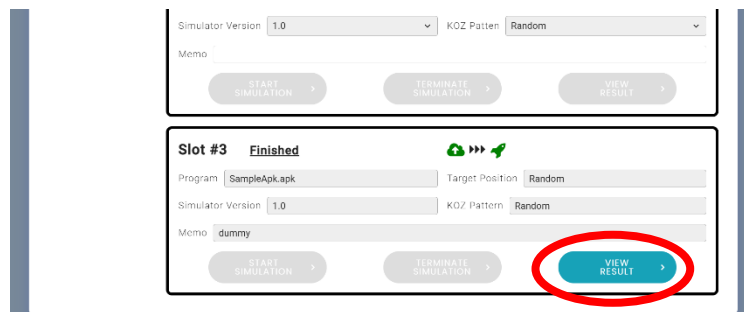 Simulator Version 1.0 KOZ Patten Random
Memo
START SIMULATION > TERMINATE SIMULATION > VIEW RESULT >
Slot #3 Finished
Program SampleApk.apk Target Position Random
Simulator Version 1.0 KOZ Pattern Random
Memo dummy
START SIMULATION > TERMINATE SIMULATION > VIEW RESULT >